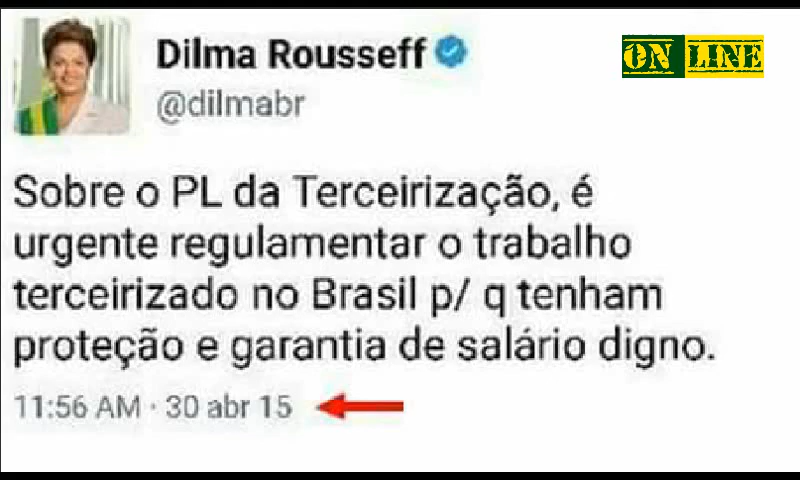 Dilma Rousseff
ON LINE
@dilmabr
Sobre o PL da Terceirização, é
urgente regulamentar o trabalho
terceirizado no Brasil p/ q tenham
proteção e garantia de salário digno.
11:56 AM · 30 abr 15